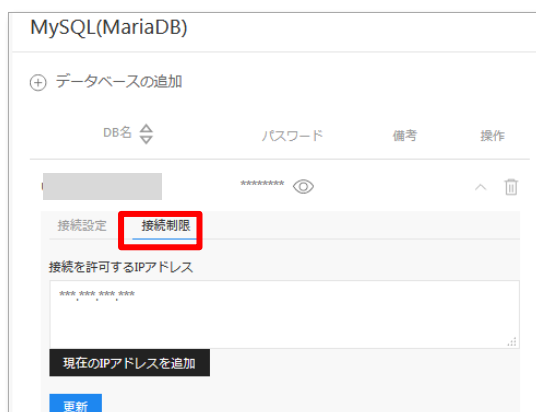 MySQL(MariaDB)
データベースの追加
DB名 パスワード 備考 操作
********
接続設定 接続制限
接続を許可するIPアドレス
***.***.***.***
現在のIPアドレスを追加
更新